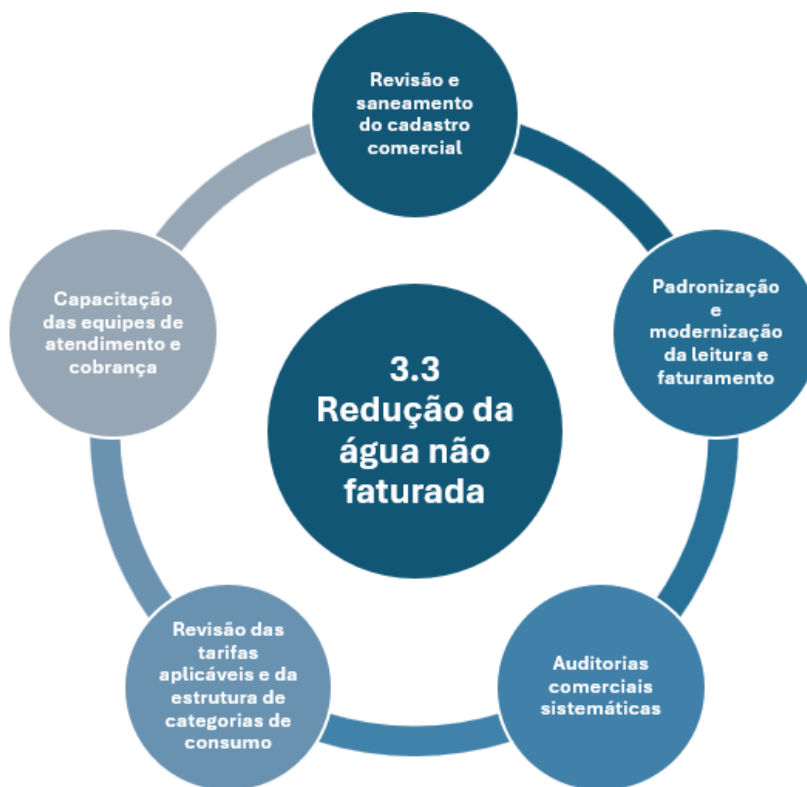 Revisão e
saneamento
do cadastro
comercial
Padronização
e
modernização
da leitura e
faturamento
Auditorias
comerciais
sistemáticas
Revisão das
tarifas
aplicáveis e da
estrutura de
categorias de
consumo
Capacitação
das equipes de
atendimento e
cobrança
3.3
Redução da
água não
faturada